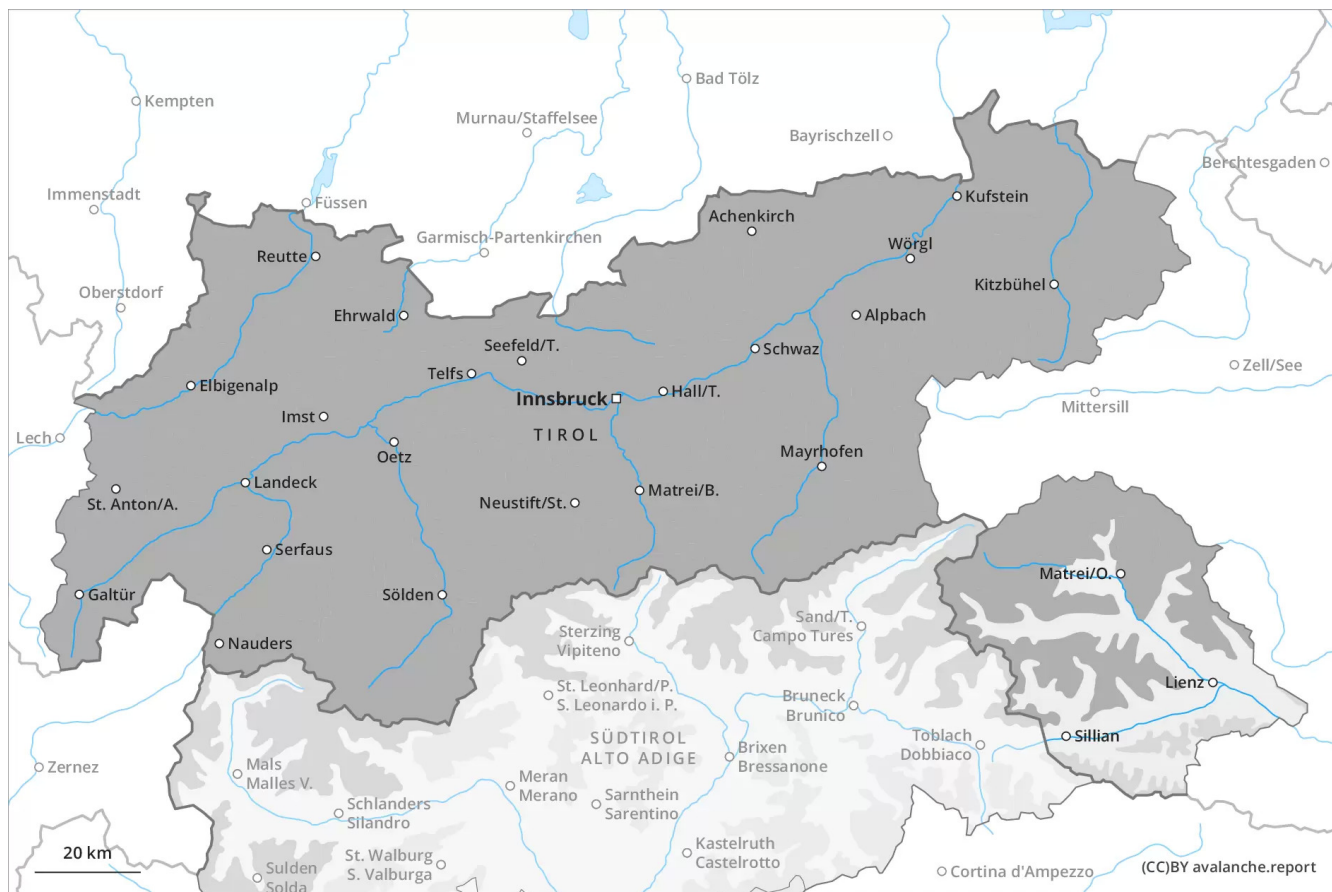 Bad Tölz
Kempten
Murnau/Staffelsee
Bayrischzell
Berchtesgaden
Immenstadt
Füssen
Kufstein
Achenkirch
Garmisch-Partenkirchen
Wörgl
Reutte
Kitzbühel
Oberstdorf
Ehrwald
Alpbach
Seefeld/T.
Schwaz
Zell/See
Telfs
Elbigenalp
Innsbruck
Hall/T.
Mittersill
Imst
TIROL
Lech
Oetz
Mayrhofen
Landeck
Matrei/B.
St. Anton/A.
Neustift/St.
Serfaus
Matrei/O.
Galtür
Sölden
Sand/T.
Campo Tures
Sterzing
Vipiteno
Nauders
Lienz
St. Leonhard/P.
S. Leonardo i. P.
Bruneck
Brunico
Sillian
SÜDTIROL
ALTO ADIGE
Toblach
Dobbiaco
Brixen
Bressanone
Zernez
Mals
Malles V.
Meran
Merano
Sarnthein
Sarentino
Schlanders
Silandro
Kastelruth
Castelrotto
20 km
St. Walburg
S. Valburga
Sulden
Solda
Cortina d'Ampezzo
(CC)BY avalanche.report